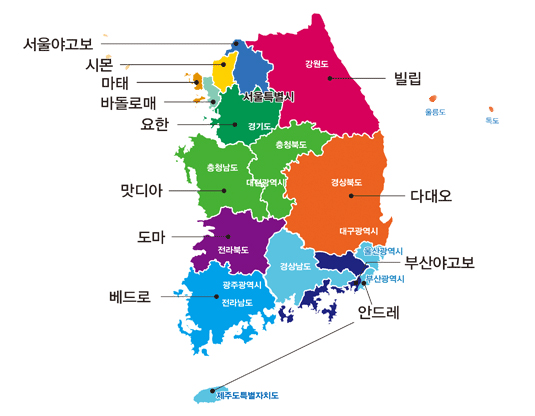 서울야고보
시몬
강원도
마태
빌립
바돌로매
서울특별시
울릉도
독도
요한
경기도
충청북도
충청남도
대전광역시
경상북도
맛디아
다대오
대구광역시
도마
전라북도
울산광역시
경상남도
부산야고보
부산광역시
광주광역시
베드로
전라남도
안드레
제주도특별자치도